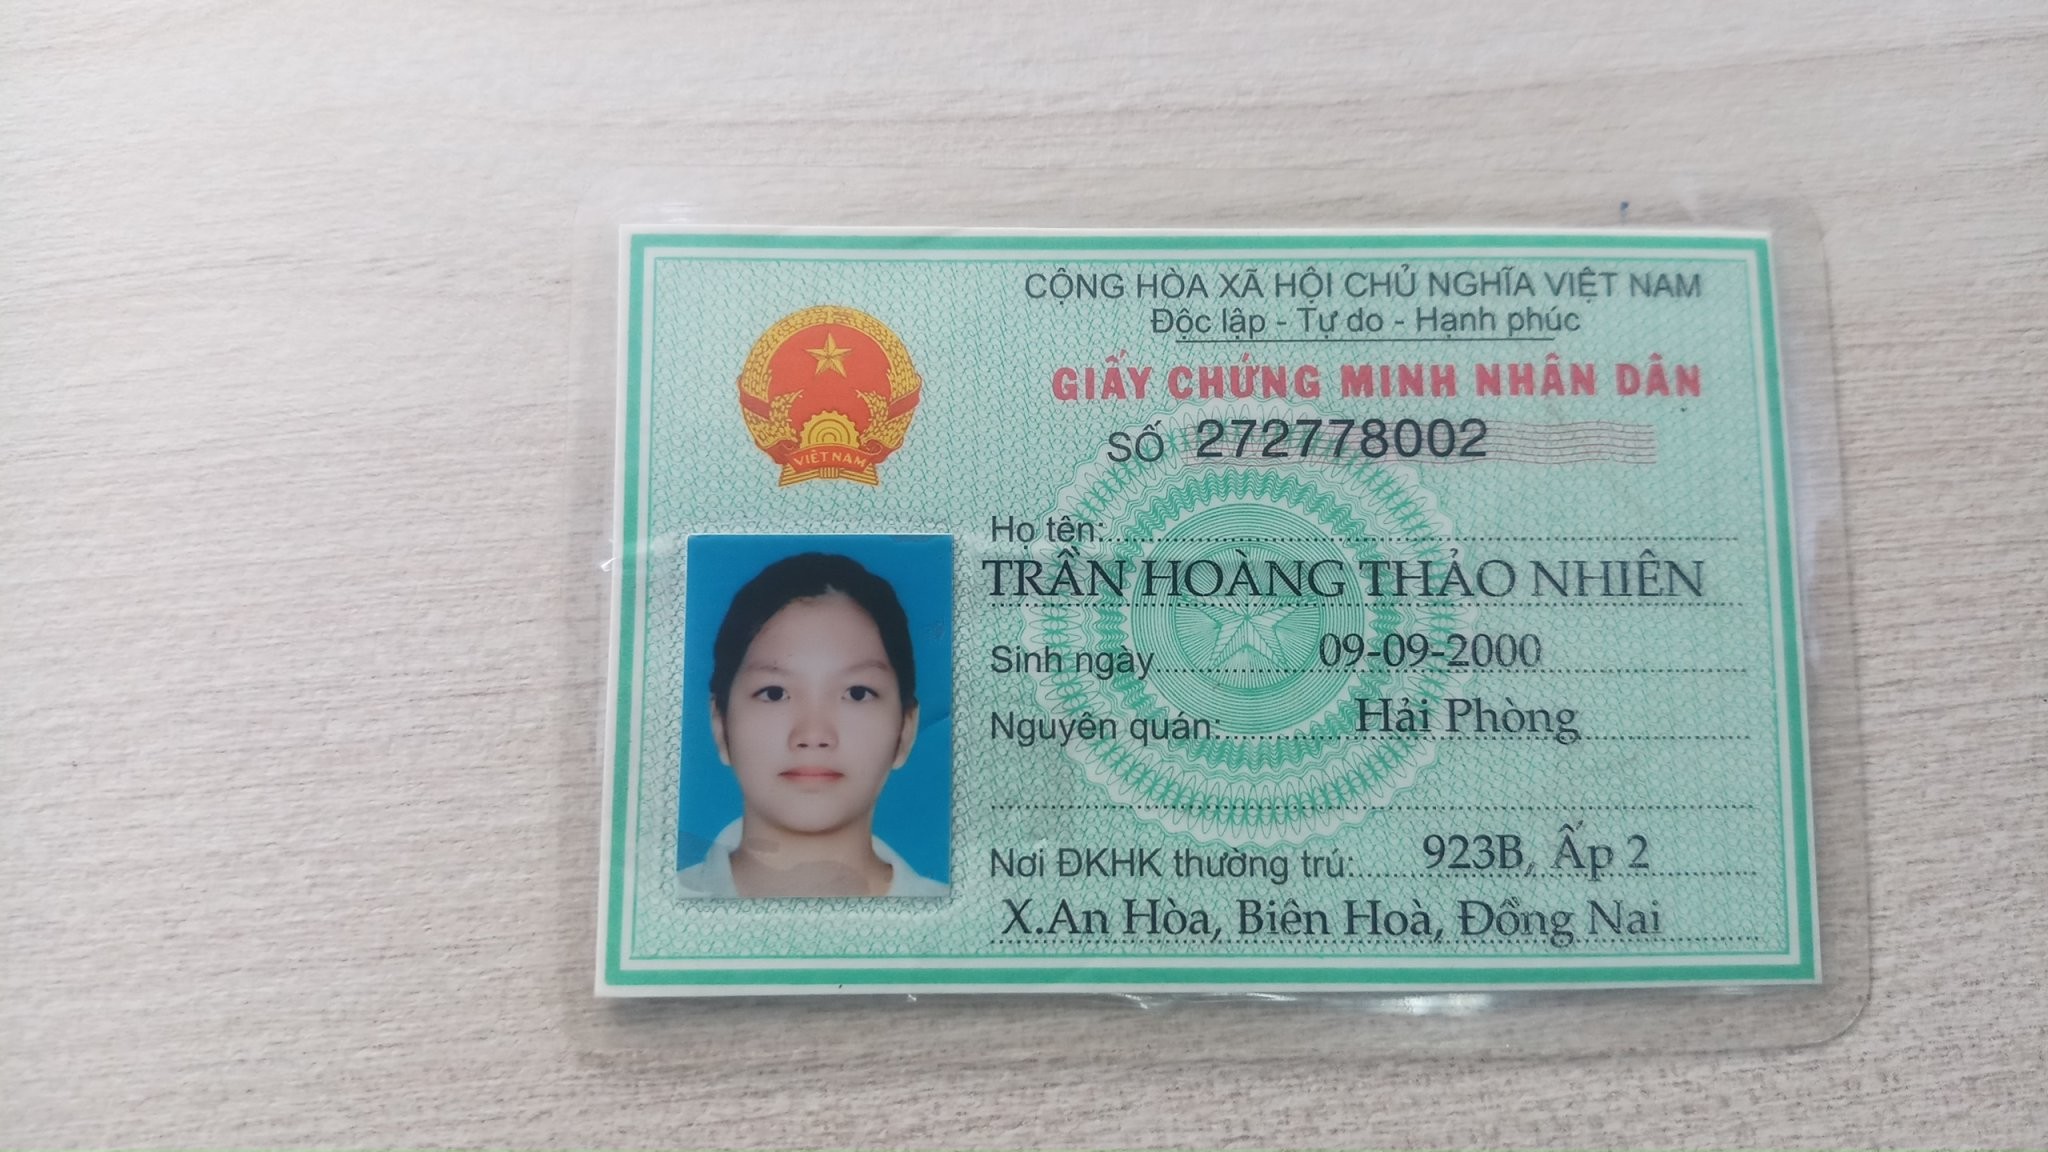 CỘNG HÒA XÃ HỘI CHỦ NGHĨA VIỆT NAM
Độc lập - Tự do - Hạnh phúc
GIẤY CHỨNG MINH NHÂN DÂN
SỐ 272778002
VIỆT NAM
Họ tên:
TRẦN HOÀNG THẢO NHIÊN
Sinh ngày 09-09-2000
Nguyên quán: Hải Phòng
Nơi ĐKHK thường trú: 923B, Ấp 2
X.An Hòa, Biên Hoà, Đồng Nai